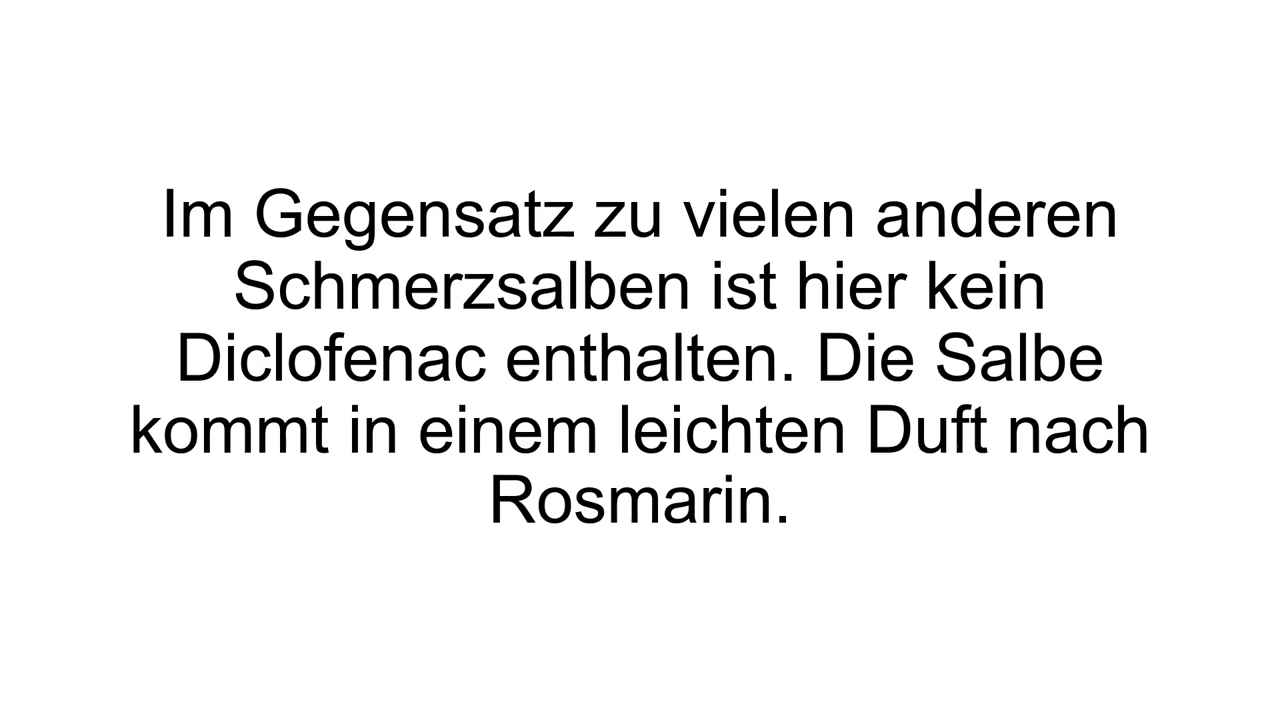 Im Gegensatz zu vielen anderen
Schmerzsalben ist hier kein
Diclofenac enthalten. Die Salbe
kommt in einem leichten Duft nach
Rosmarin.